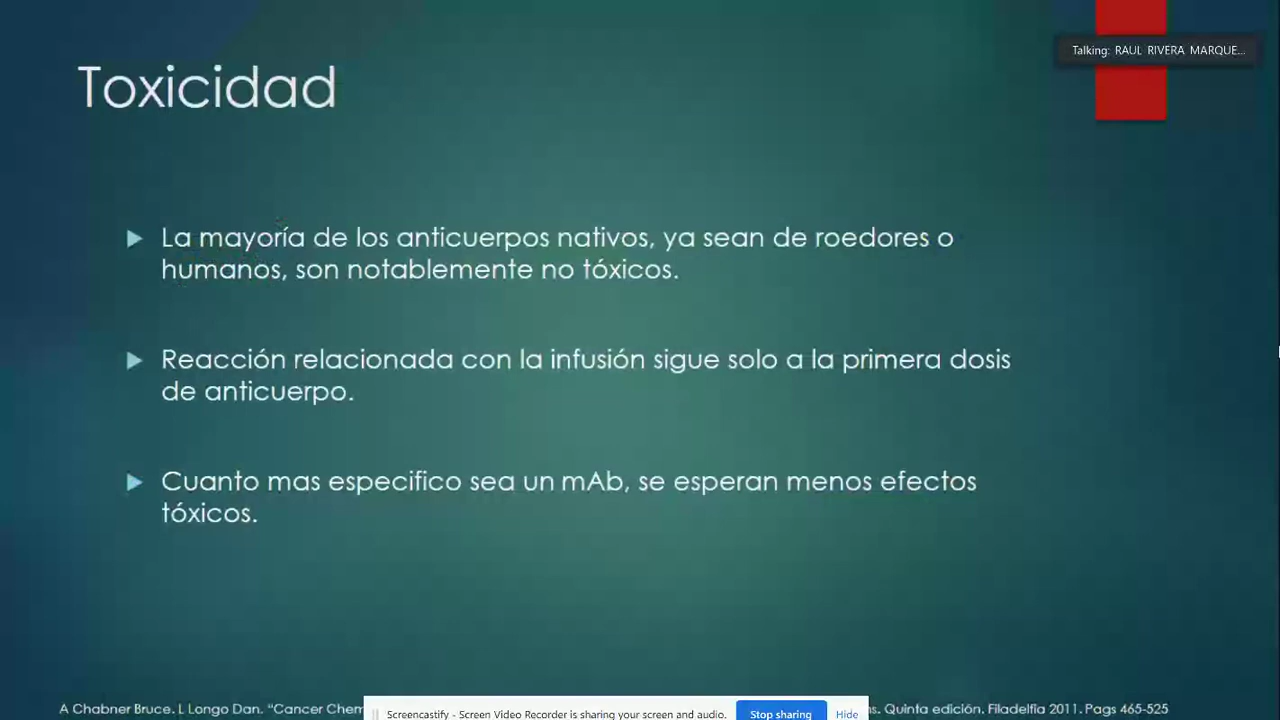 Talking: RAUL RIVERA MARQUE...
Toxicidad
La mayoría de los anticuerpos nativos, ya sean de roedores o
humanos, son notablemente no tóxicos.
Reacción relacionada con la infusión sigue solo a la primera dosis
de anticuerpo.
Cuanto mas especifico sea un mAb, se esperan menos efectos
tóxicos.
A Chabner Bruce. L Longo Dan. “Cancer Chem
Screencastify - Screen Video Recorder is sharing your screen and audio. Stop sharing Hide
Quinta edición. Filadelfia 2011. Pags 465-525